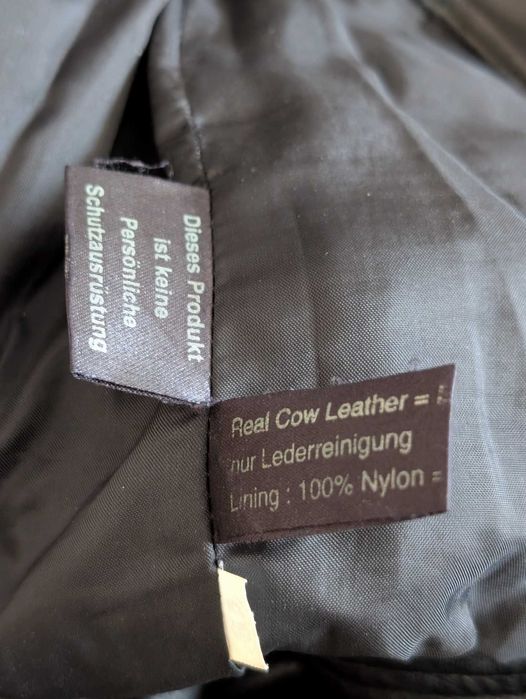 Dieses Produkt
ist keine
Persönliche
Schutzausrüstung
Real Cow Leather =
nur Lederreinigung
Lining : 100% Nylon =